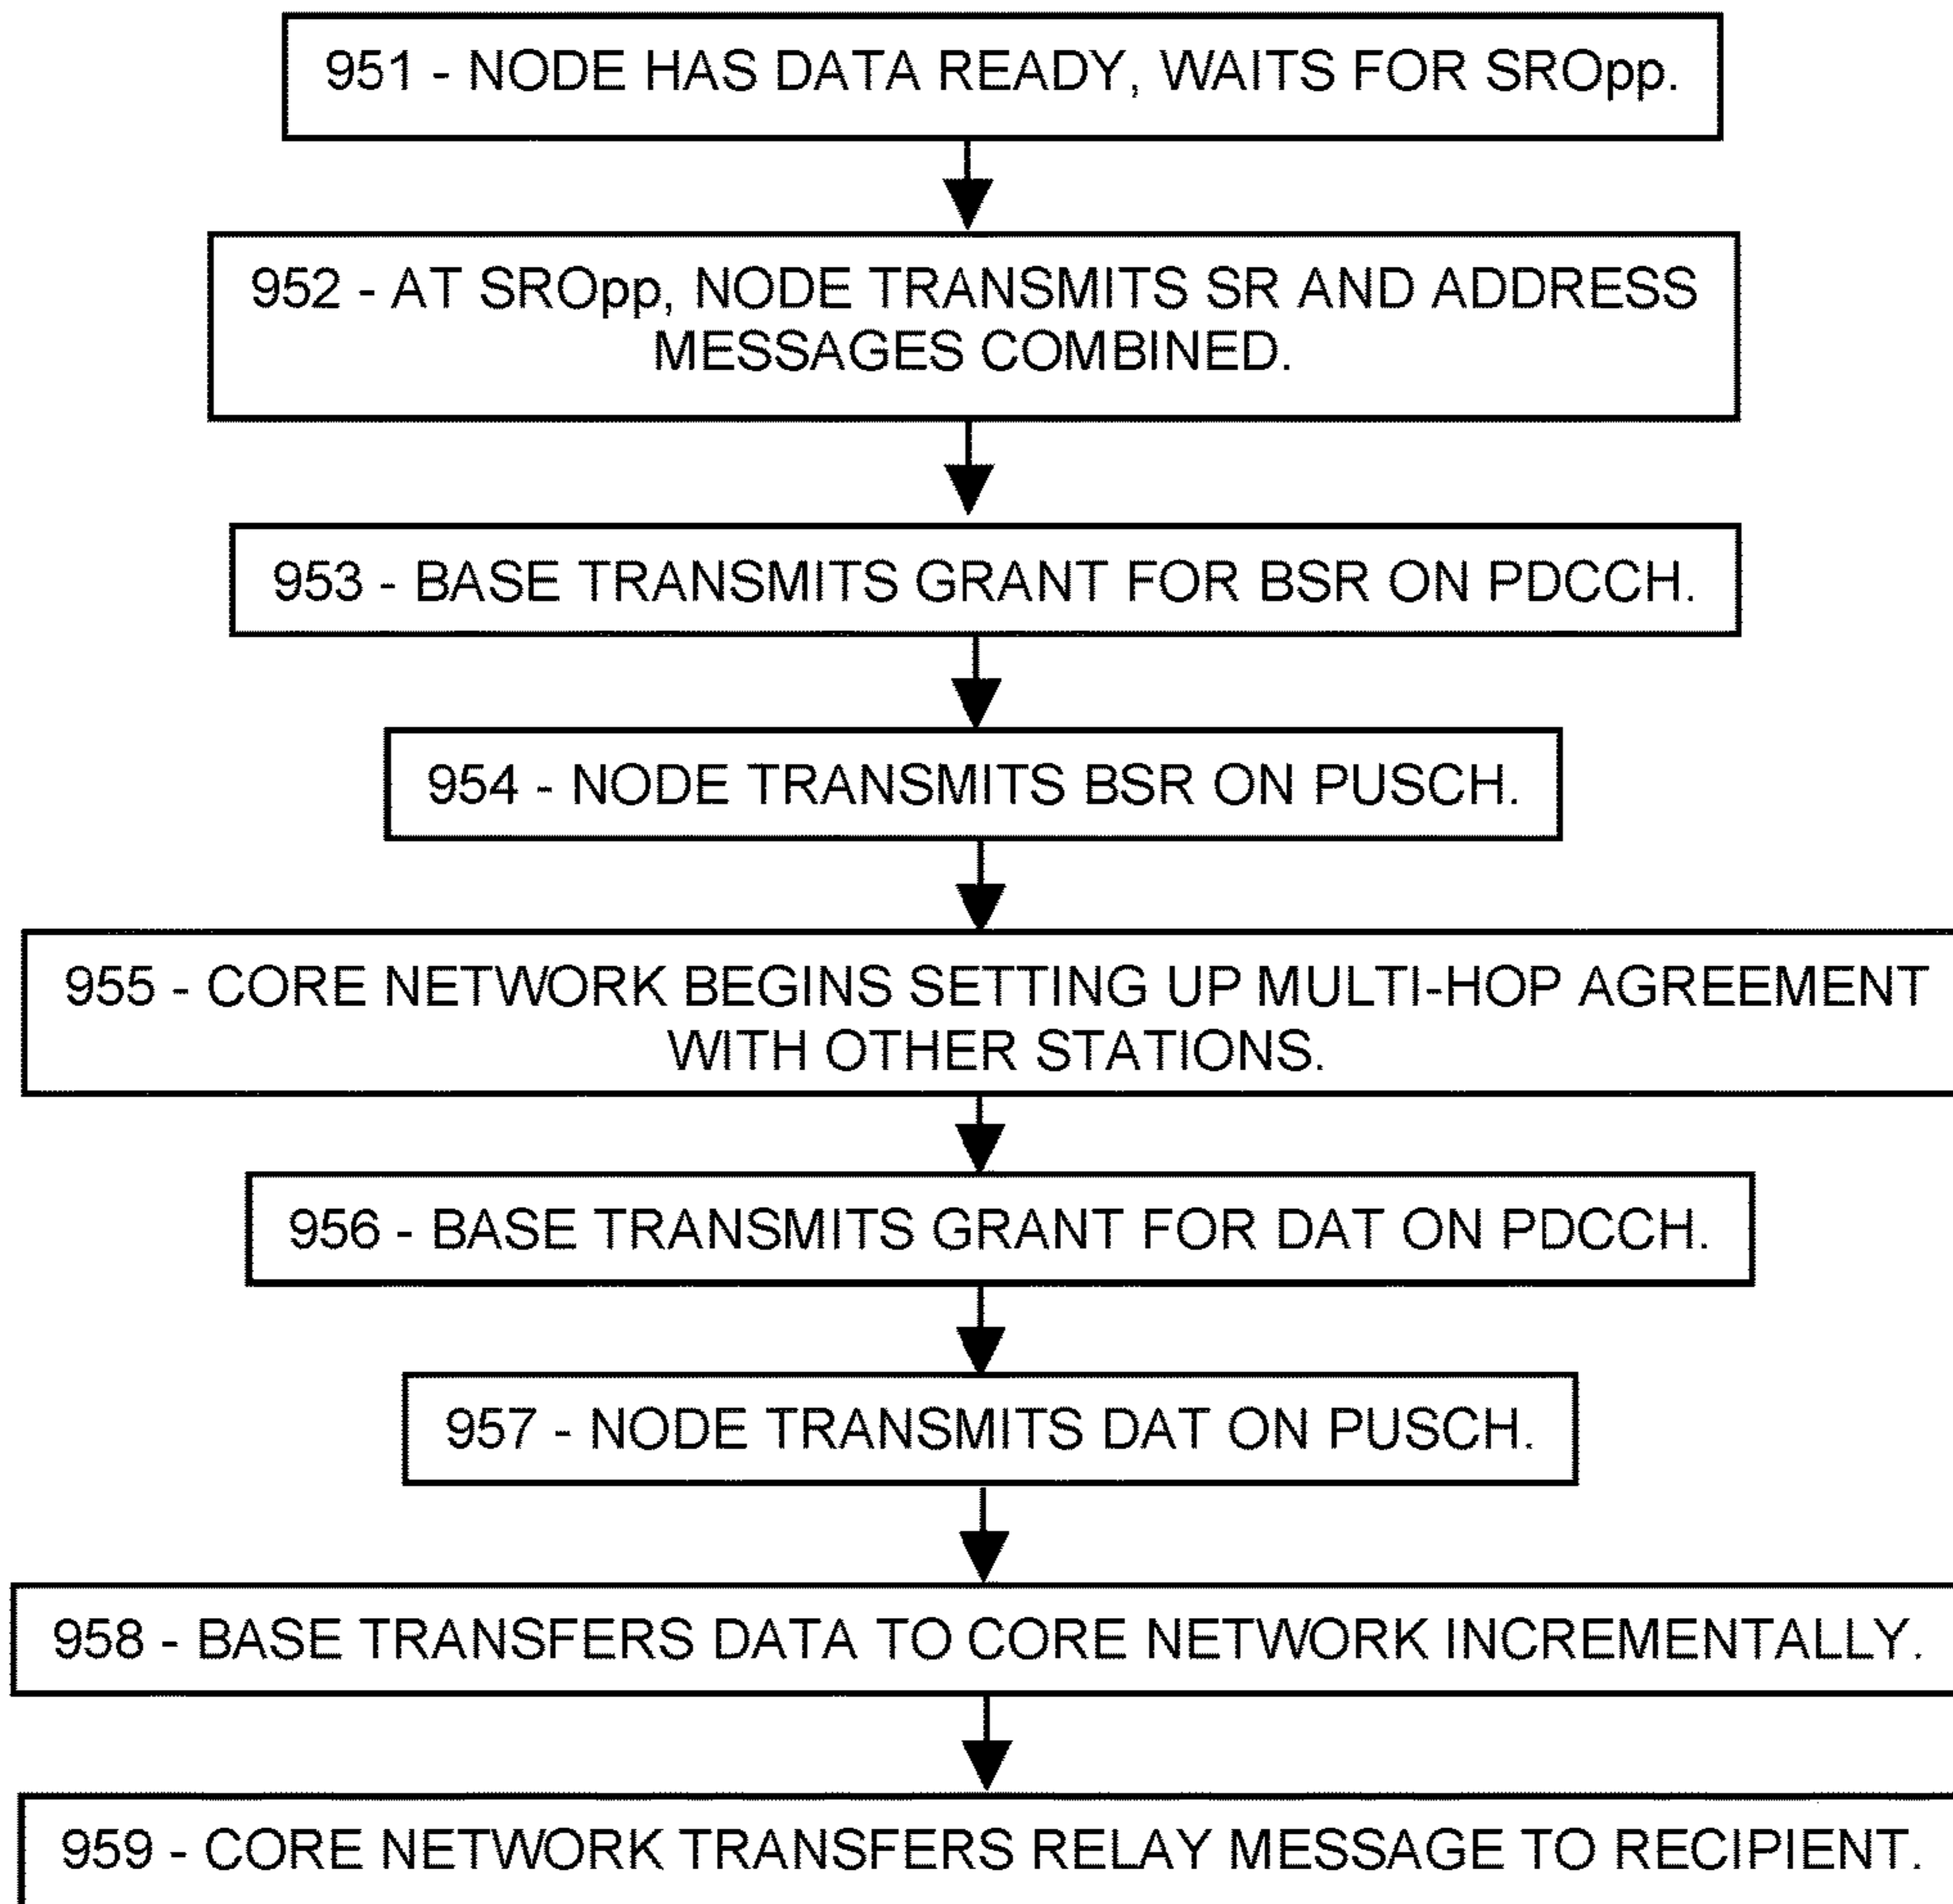 951 - NODE HAS DATA READY, WAITS FOR SROpp.
952 - AT SROpp, NODE TRANSMITS SR AND ADDRESS
MESSAGES COMBINED.
953 - BASE TRANSMITS GRANT FOR BSR ON PDCCH.
954 - NODE TRANSMITS BSR ON PUSCH.
955 - CORE NETWORK BEGINS SETTING UP MULTI-HOP AGREEMENT
WITH OTHER STATIONS.
956 - BASE TRANSMITS GRANT FOR DAT ON PDCCH.
957 - NODE TRANSMITS DAT ON PUSCH.
958 - BASE TRANSFERS DATA TO CORE NETWORK INCREMENTALLY.
959 - CORE NETWORK TRANSFERS RELAY MESSAGE TO RECIPIENT.